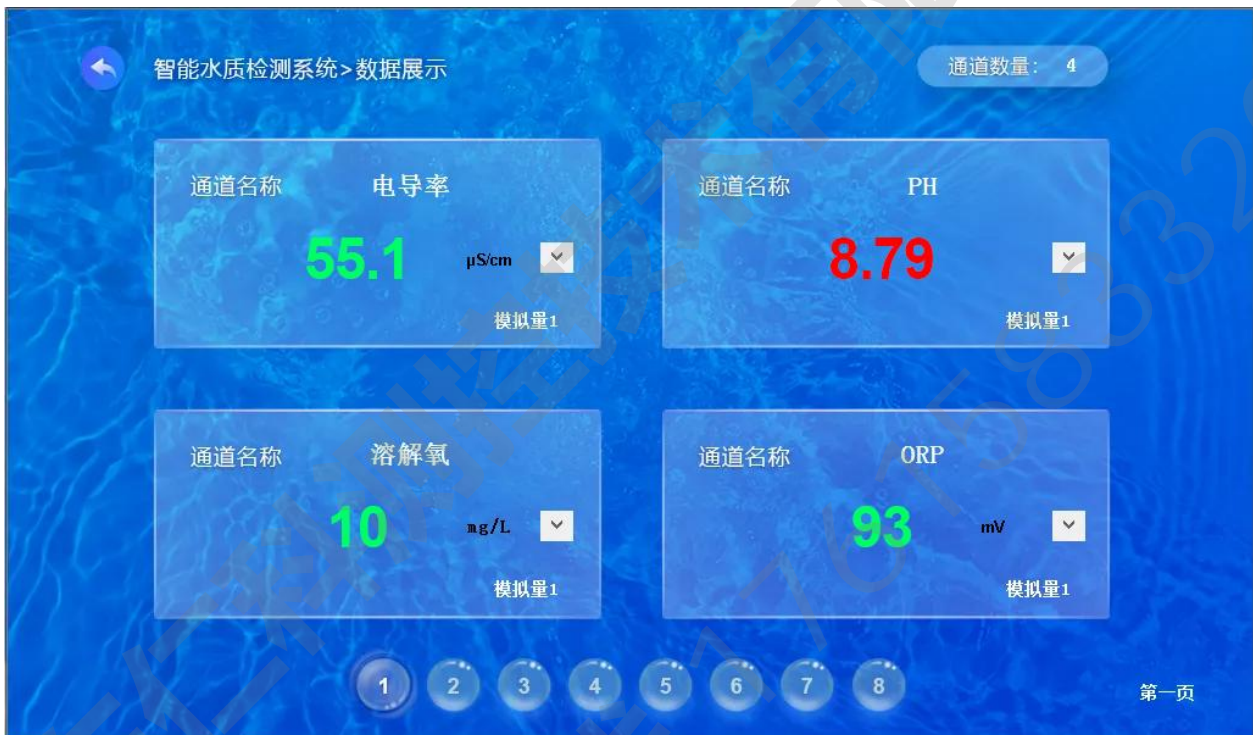 智能水质检测系统>数据展示
通道数量： 4
通道名称 电导率
55.1 μS/cm
模拟量1
通道名称 PH
8.79
模拟量1
通道名称 溶解氧
10 mg/L
模拟量1
通道名称 ORP
93 mV
模拟量1
1 2 3 4 5 6 7 8
第一页